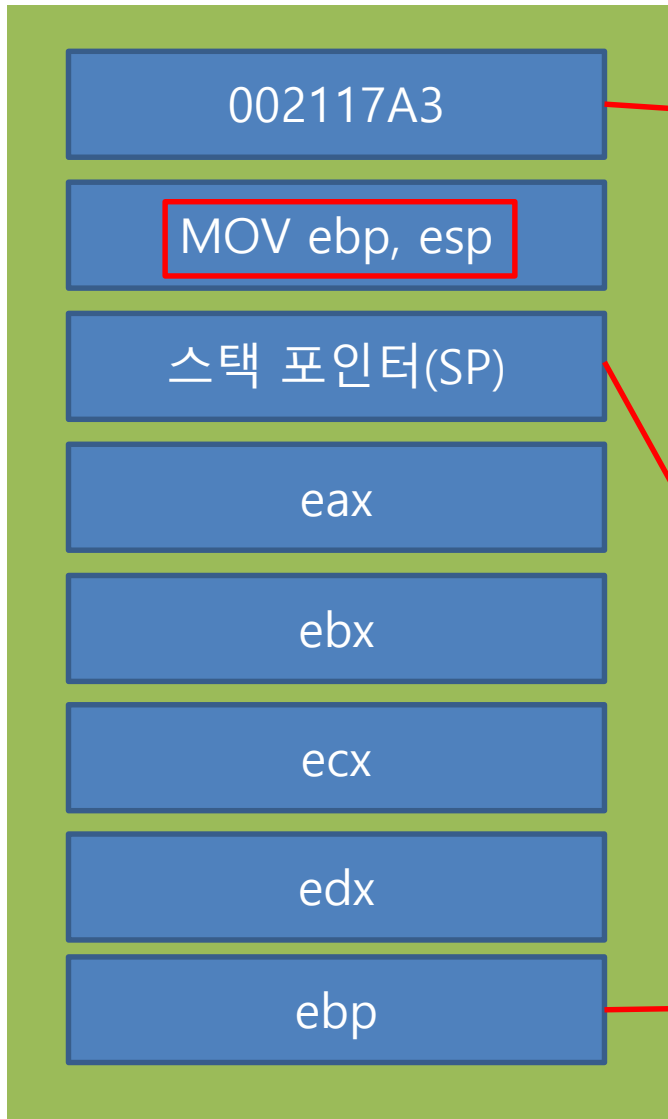 002117A3
MOV ebp, esp
스택 포인터(SP)
eax
ebx
ecx
edx
ebp